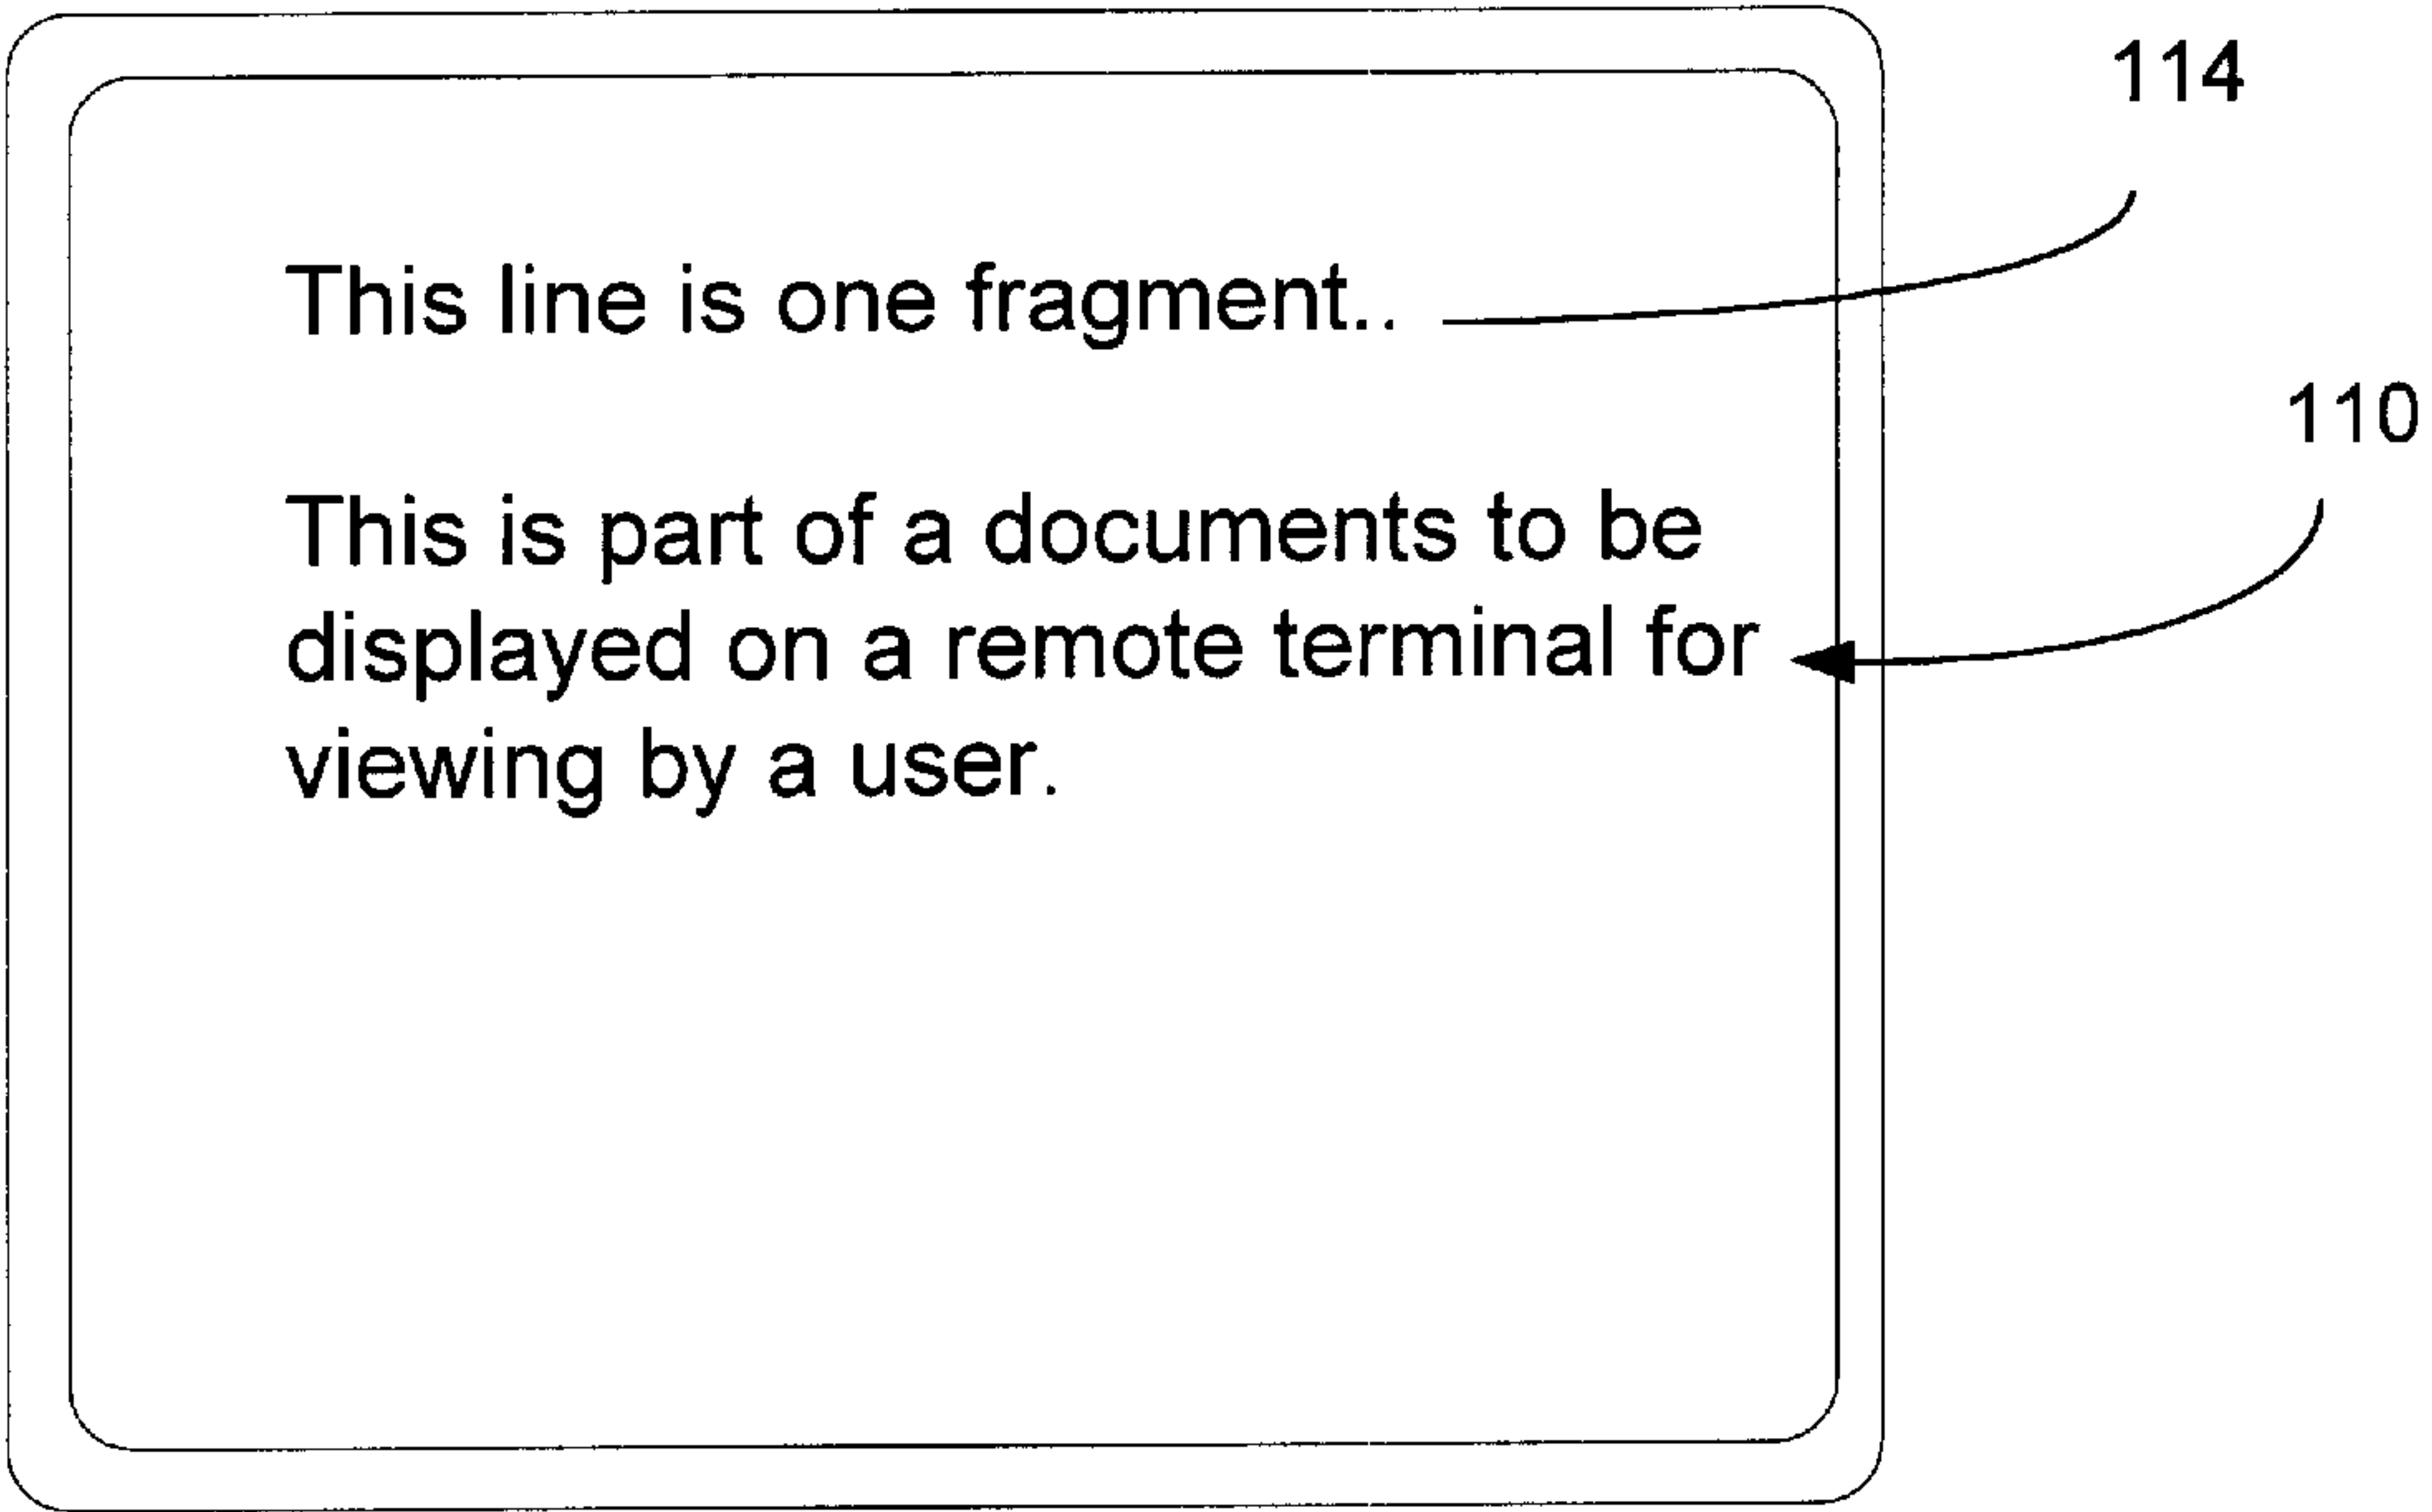 114
This line is one fragment..
110
This is part of a documents to be
displayed on a remote terminal for
viewing by a user.